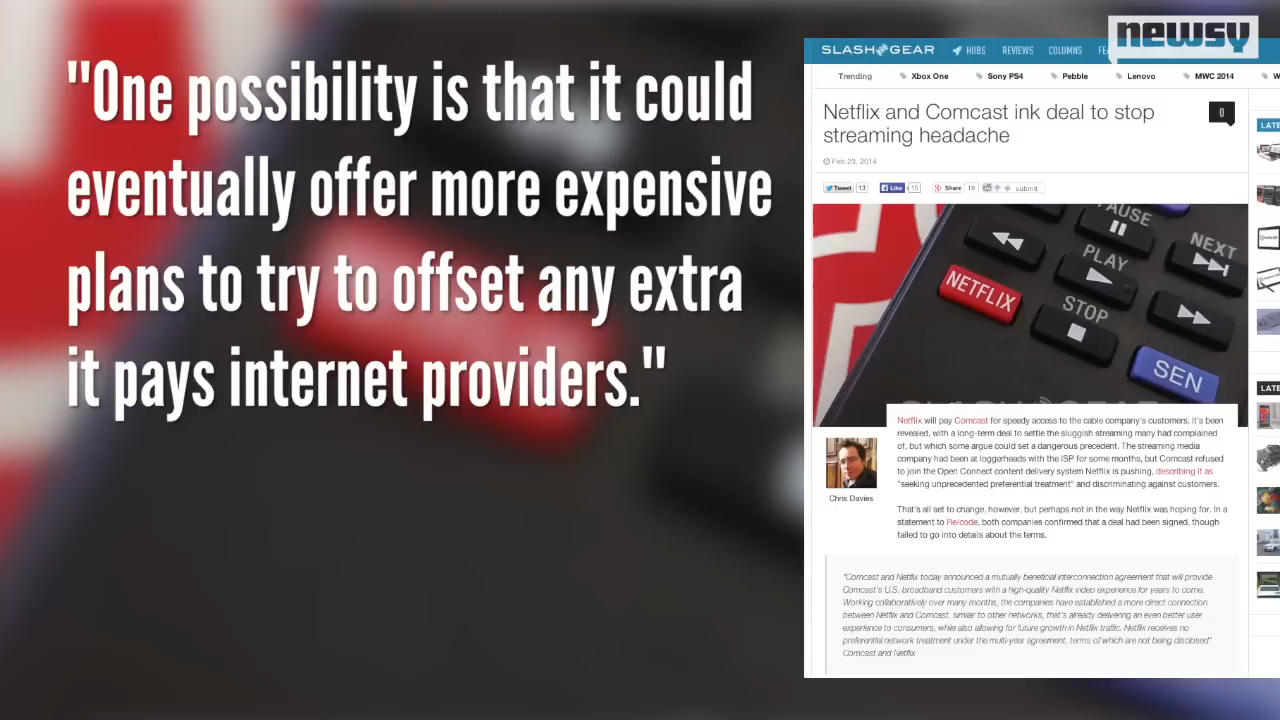 "One possibility is that it could
eventually offer more expensive
plans to try to offset any extra
it pays internet providers."
newsy
SLASHGEAR HUBS REVIEWS COLUMNS
Trending Xbox One Sony PS4 Pebble Lenovo MWC 2014
Netflix and Comcast ink deal to stop
streaming headache
0
Feb 23, 2014
Tweet 13 Like 15 Share 10 submit
LATE
PAUSE
NEXT
PLAY
NETFLIX
STOP
SEN
LATE
Netflix will pay Comcast for speedy access to the cable company's customers, it's been
revealed, with a long-term deal to settle the sluggish streaming many had complained
of, but which some argue could set a dangerous precedent. The streaming media
company had been at loggerheads with the ISP for some months, but Comcast refused
to join the Open Connect content delivery system Netflix is pushing, describing it as
"seeking unprecedented preferential treatment" and discriminating against customers.
Chris Davies
That's all set to change, however, but perhaps not in the way Netflix was hoping for. In a
statement to Re/code, both companies confirmed that a deal had been signed, though
failed to go into details about the terms.
"Comcast and Netflix today announced a mutually beneficial interconnection agreement that will provide
Comcast's U.S. broadband customers with a high-quality Netflix video experience for years to come.
Working collaboratively over many months, the companies have established a more direct connection
between Netflix and Comcast, similar to other networks, that's already delivering an even better user
experience to consumers, while also allowing for future growth in Netflix traffic. Netflix receives no
preferential network treatment under the multi-year agreement, terms of which are not being disclosed"
Comcast and Netflix